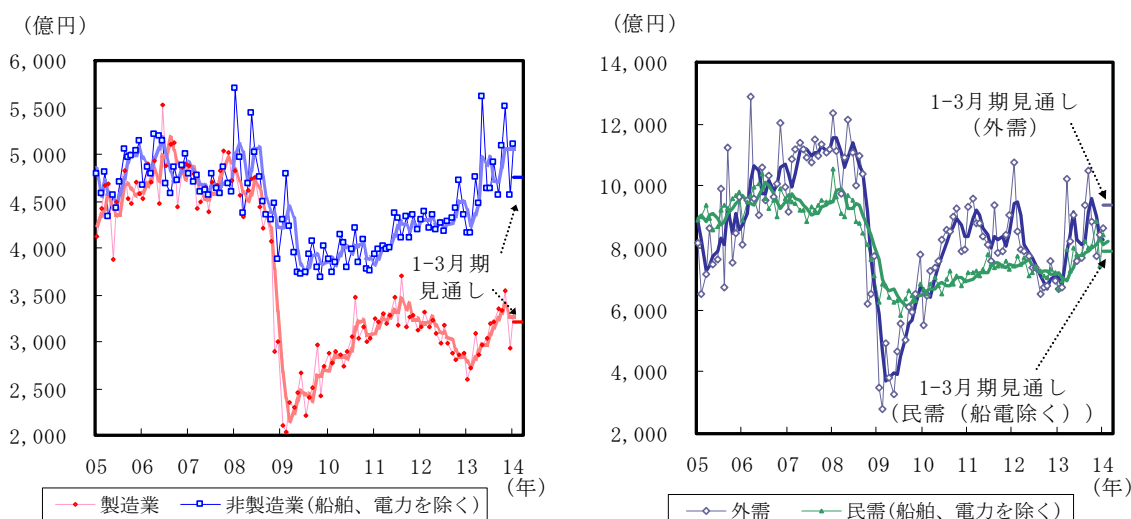 (億円)
6,000
5,500
5,000
4,500
4,000
3,500
3,000
2,500
2,000
1-3月期
見通し
05 06 07 08 09 10 11 12 13 14
(年)
製造業 非製造業(船舶、電力を除く)
(億円)
14,000
12,000
10,000
8,000
6,000
4,000
2,000
1-3月期見通し
(外需)
1-3月期見通し
(民需(船電除く))
05 06 07 08 09 10 11 12 13 14
(年)
外需 民需(船舶、電力を除く)